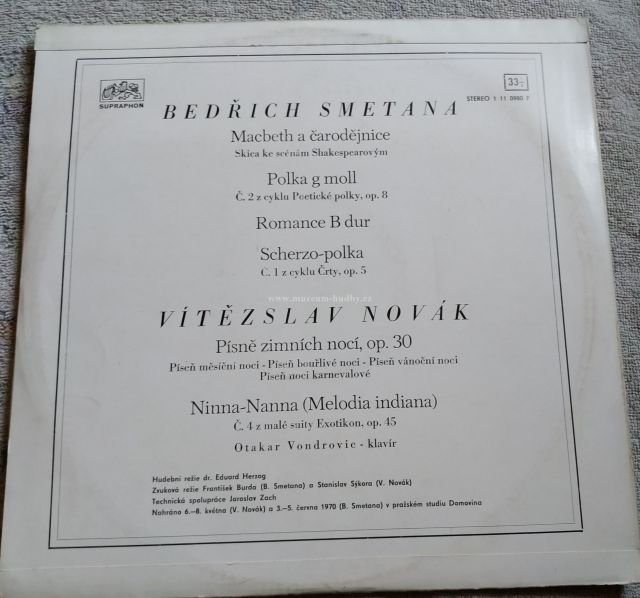 SUPRAPHON
33⅓
STEREO 1 11 0980 ?
BEDŘICH SMETANA
Macbeth a čarodějnice
Skica ke scénám Shakespearovým
Polka g moll
Č. 2 z cyklu Poetické polky, op. 8
Romance B dur
Scherzo-polka
C. 1 z cyklu Črty, op. 5
www.museum-hudby.cz
VÍTĚZSLAV NOVÁK
Písně zimních nocí, op. 30
Píseň měsíční noci - Píseň bouřlivé noci - Píseň vánoční noci
Píseň noci karnevalové
Ninna-Nanna (Melodia indiana)
Č. 4 z malé suity Exotikon, op. 45
Otakar Vondrovic - klavír
Hudební režie dr. Eduard Herzog
Zvuková režie František Burda (B. Smetana) a Stanislav Sýkora (V. Novák)
Technická spolupráce Jaroslav Zach
Nahráno 6.–8. května (V. Novák) a 3.–5. června 1970 (B. Smetana) v pražském studiu Domovina